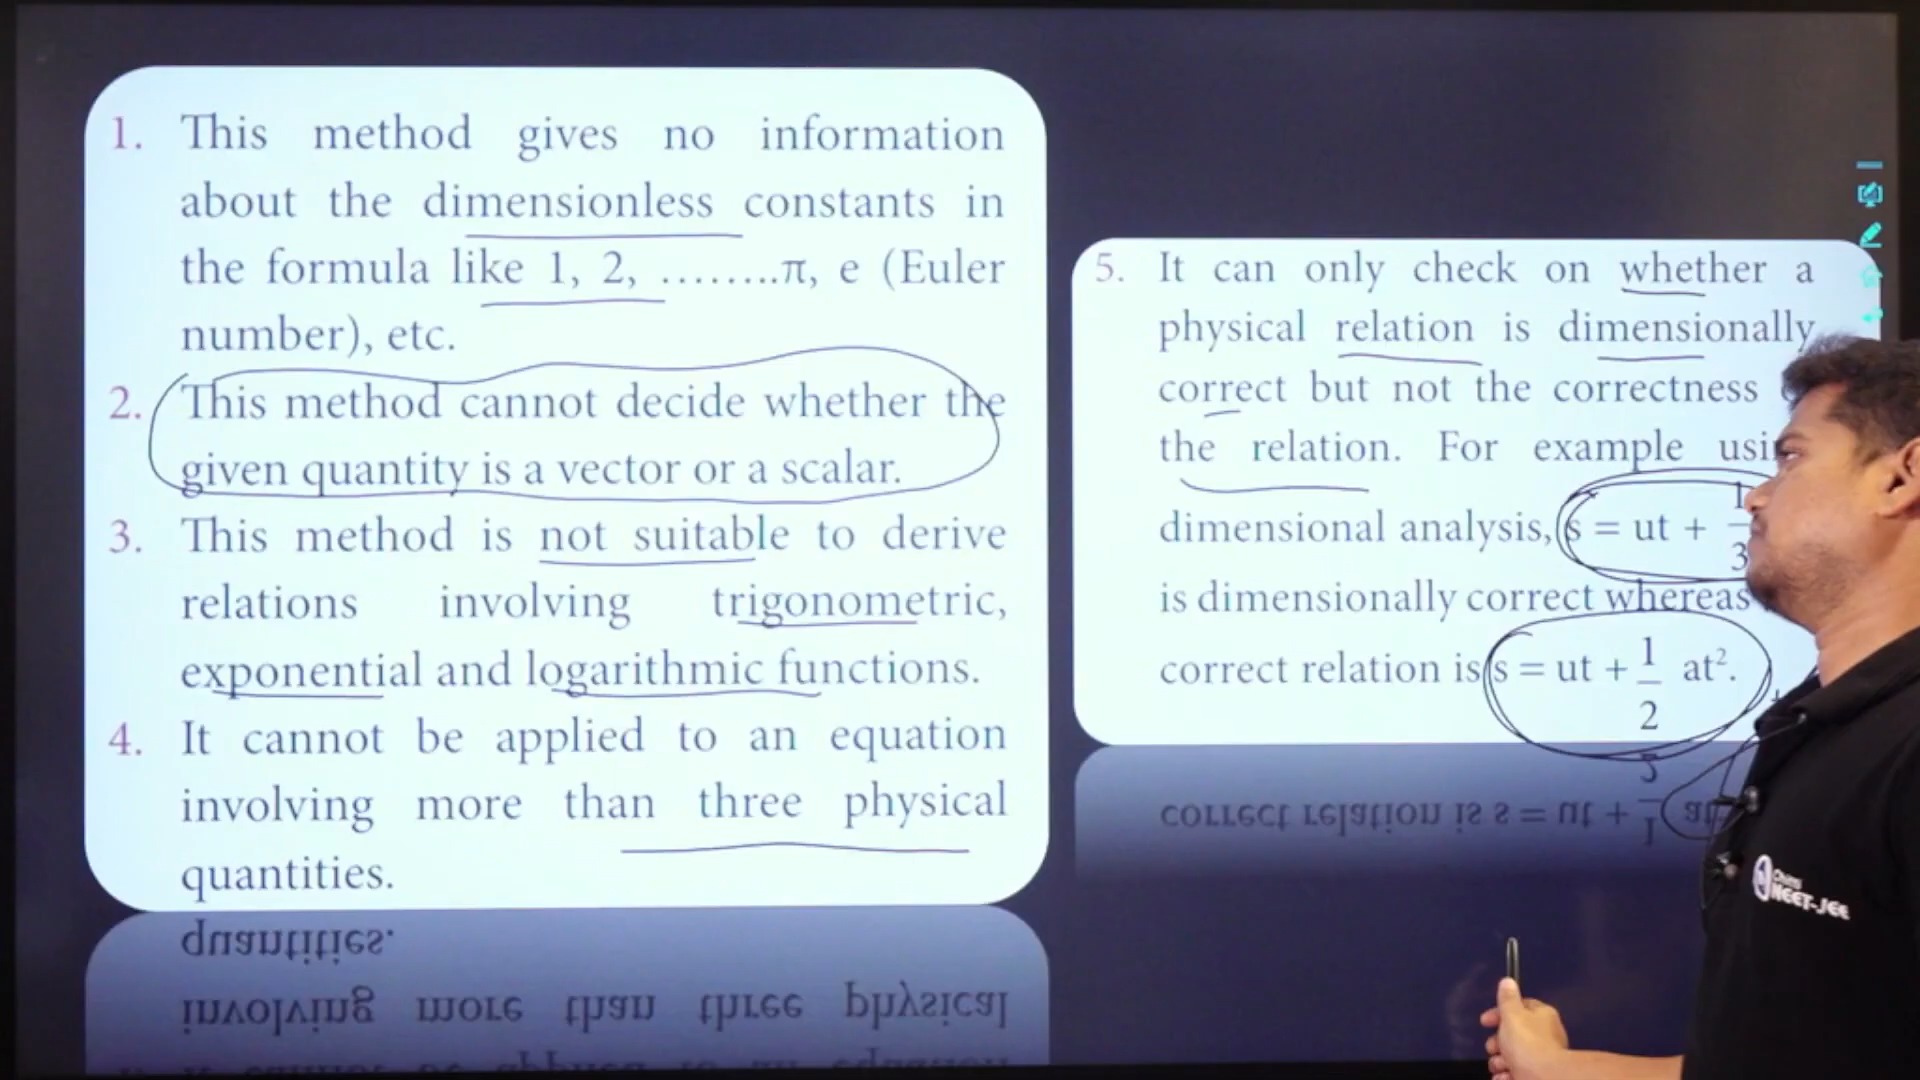 1. This method gives no information
about the dimensionless constants in
the formula like 1, 2, ........π, e (Euler
number), etc.
2. This method cannot decide whether the
given quantity is a vector or a scalar.
3. This method is not suitable to derive
relations involving trigonometric,
exponential and logarithmic functions.
4. It cannot be applied to an equation
involving more than three physical
quantities.
5. It can only check on whether a
physical relation is dimensionally
correct but not the correctness
the relation. For example
dimensional analysis, s = ut + 1/3
is dimensionally correct whereas
correct relation is s = ut + 1/2 at².
NEET-JEE